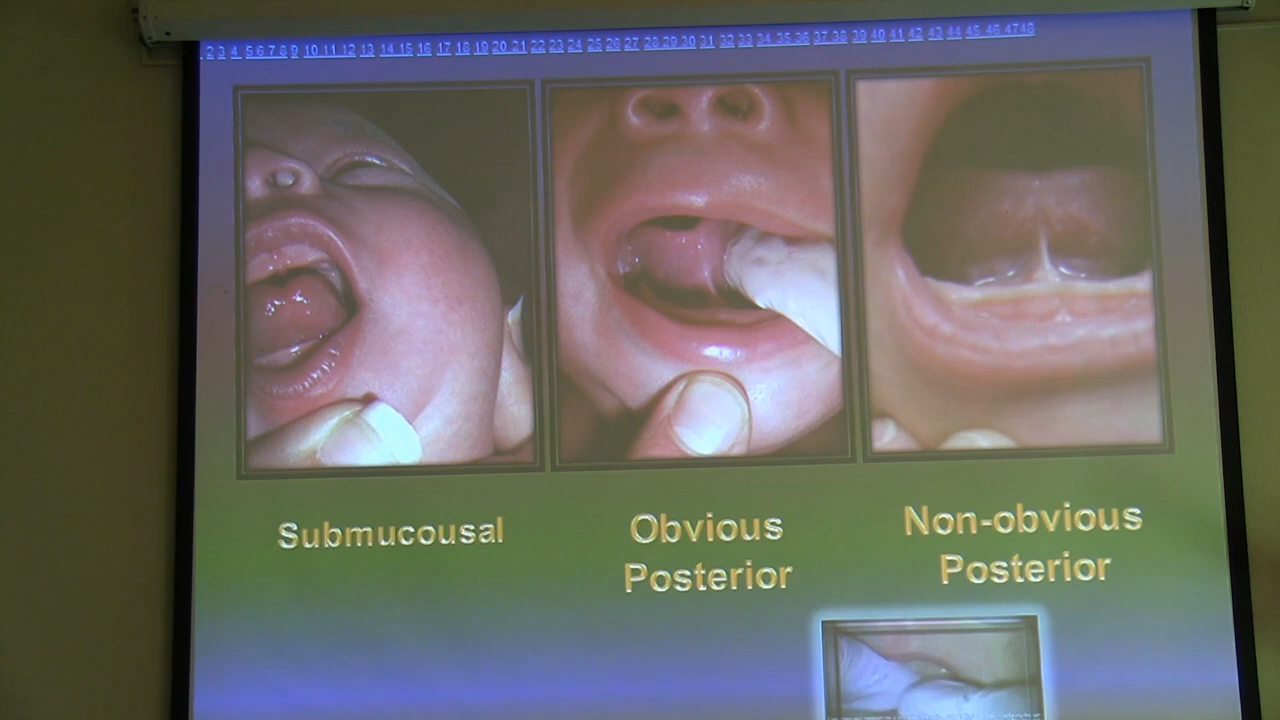 2 3 4 5 6 7 8 9 10 11 12 13 14 15 16 17 18 19 20 21 22 23 24 25 26 27 28 29 30 31 32 33 34 35 36 37 38 39 40 41 42 43 44 45 46 47 48
Submucousal
Obvious
Posterior
Non-obvious
Posterior